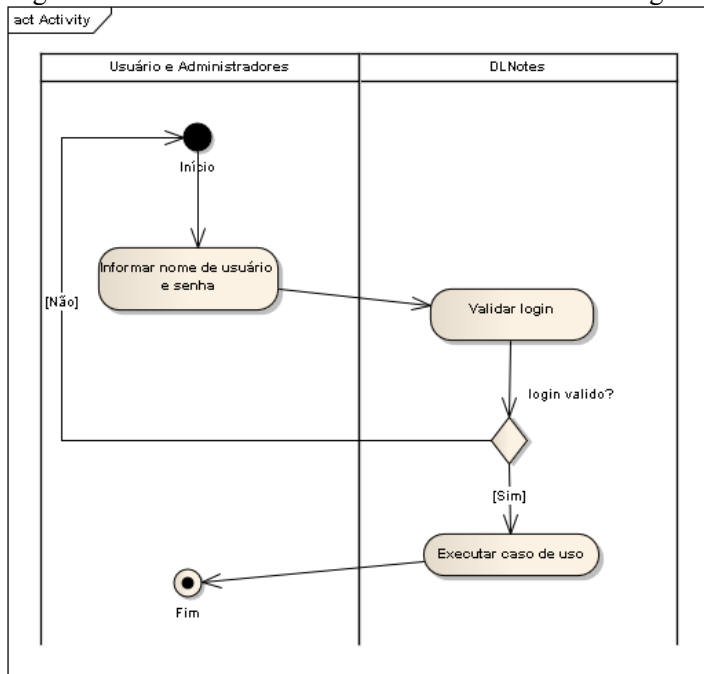 act Activity
Usuário e Administradores
DLNotes
Início
Informar nome de usuário
e senha
[Não]
Validar login
login valido?
[Sim]
Executar caso de uso
Fim